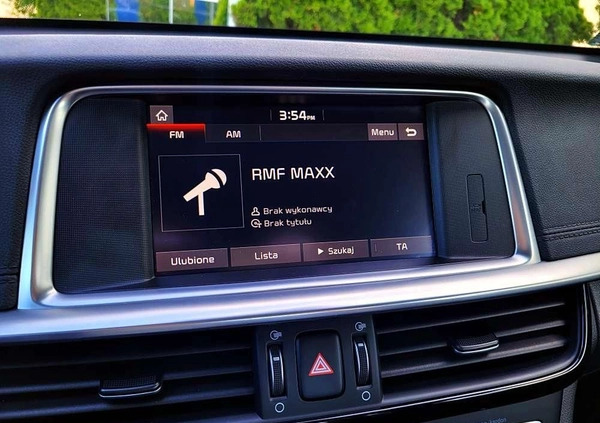 3:54PM
FM AM Menu
RMF MAXX
Brak wykonawcy
Brak tytułu
Ulubione Lista Szukaj TA